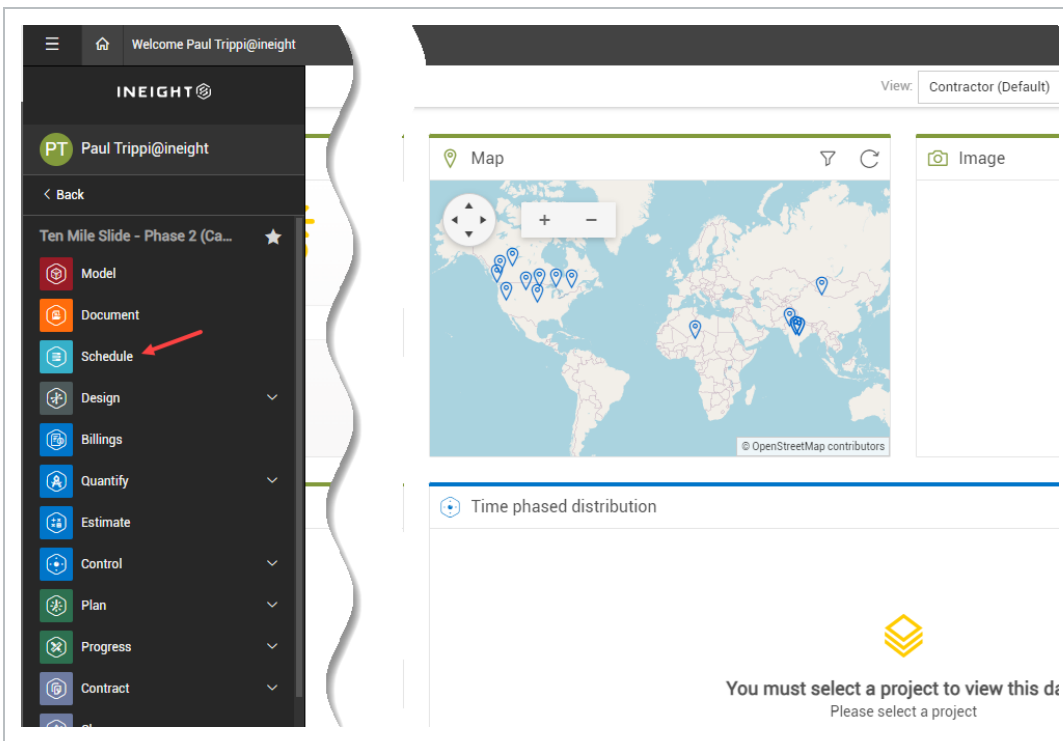 Welcome Paul Trippi@ineight
INEIGHT
View: Contractor (Default)
PT Paul Trippi@ineight
Back
Ten Mile Slide - Phase 2 (Ca...
Model
Document
Schedule
Design
Billings
Quantify
Estimate
Control
Plan
Progress
Contract
Map
+ −
© OpenStreetMap contributors
Image
Time phased distribution
You must select a project to view this da
Please select a project